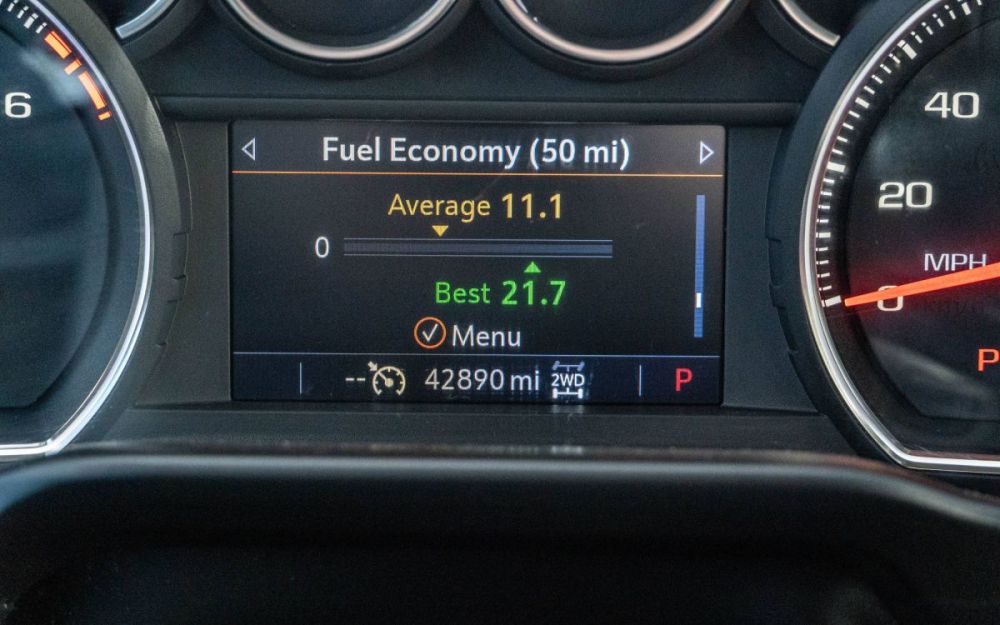 Fuel Economy (50 mi)
Average 11.1
0
Best 21.7
Menu
-- 42890 mi 2WD P
6
40
20
MPH
0
P